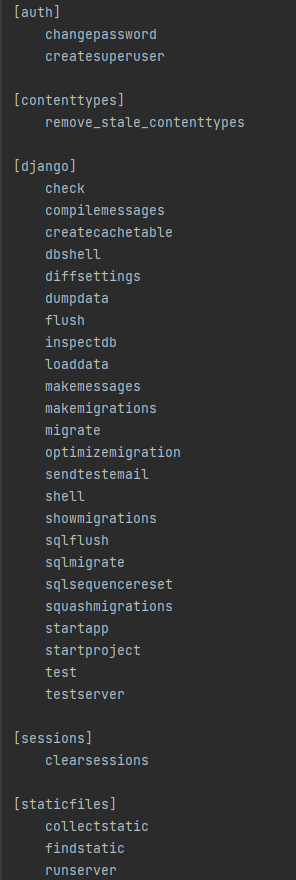 [auth]
    changepassword
    createsuperuser

[contenttypes]
    remove_stale_contenttypes

[django]
    check
    compilemessages
    createcachetable
    dbshell
    diffsettings
    dumpdata
    flush
    inspectdb
    loaddata
    makemessages
    makemigrations
    migrate
    optimizemigration
    sendtestemail
    shell
    showmigrations
    sqlflush
    sqlmigrate
    sqlsequencereset
    squashmigrations
    startapp
    startproject
    test
    testserver

[sessions]
    clearsessions

[staticfiles]
    collectstatic
    findstatic
    runserver